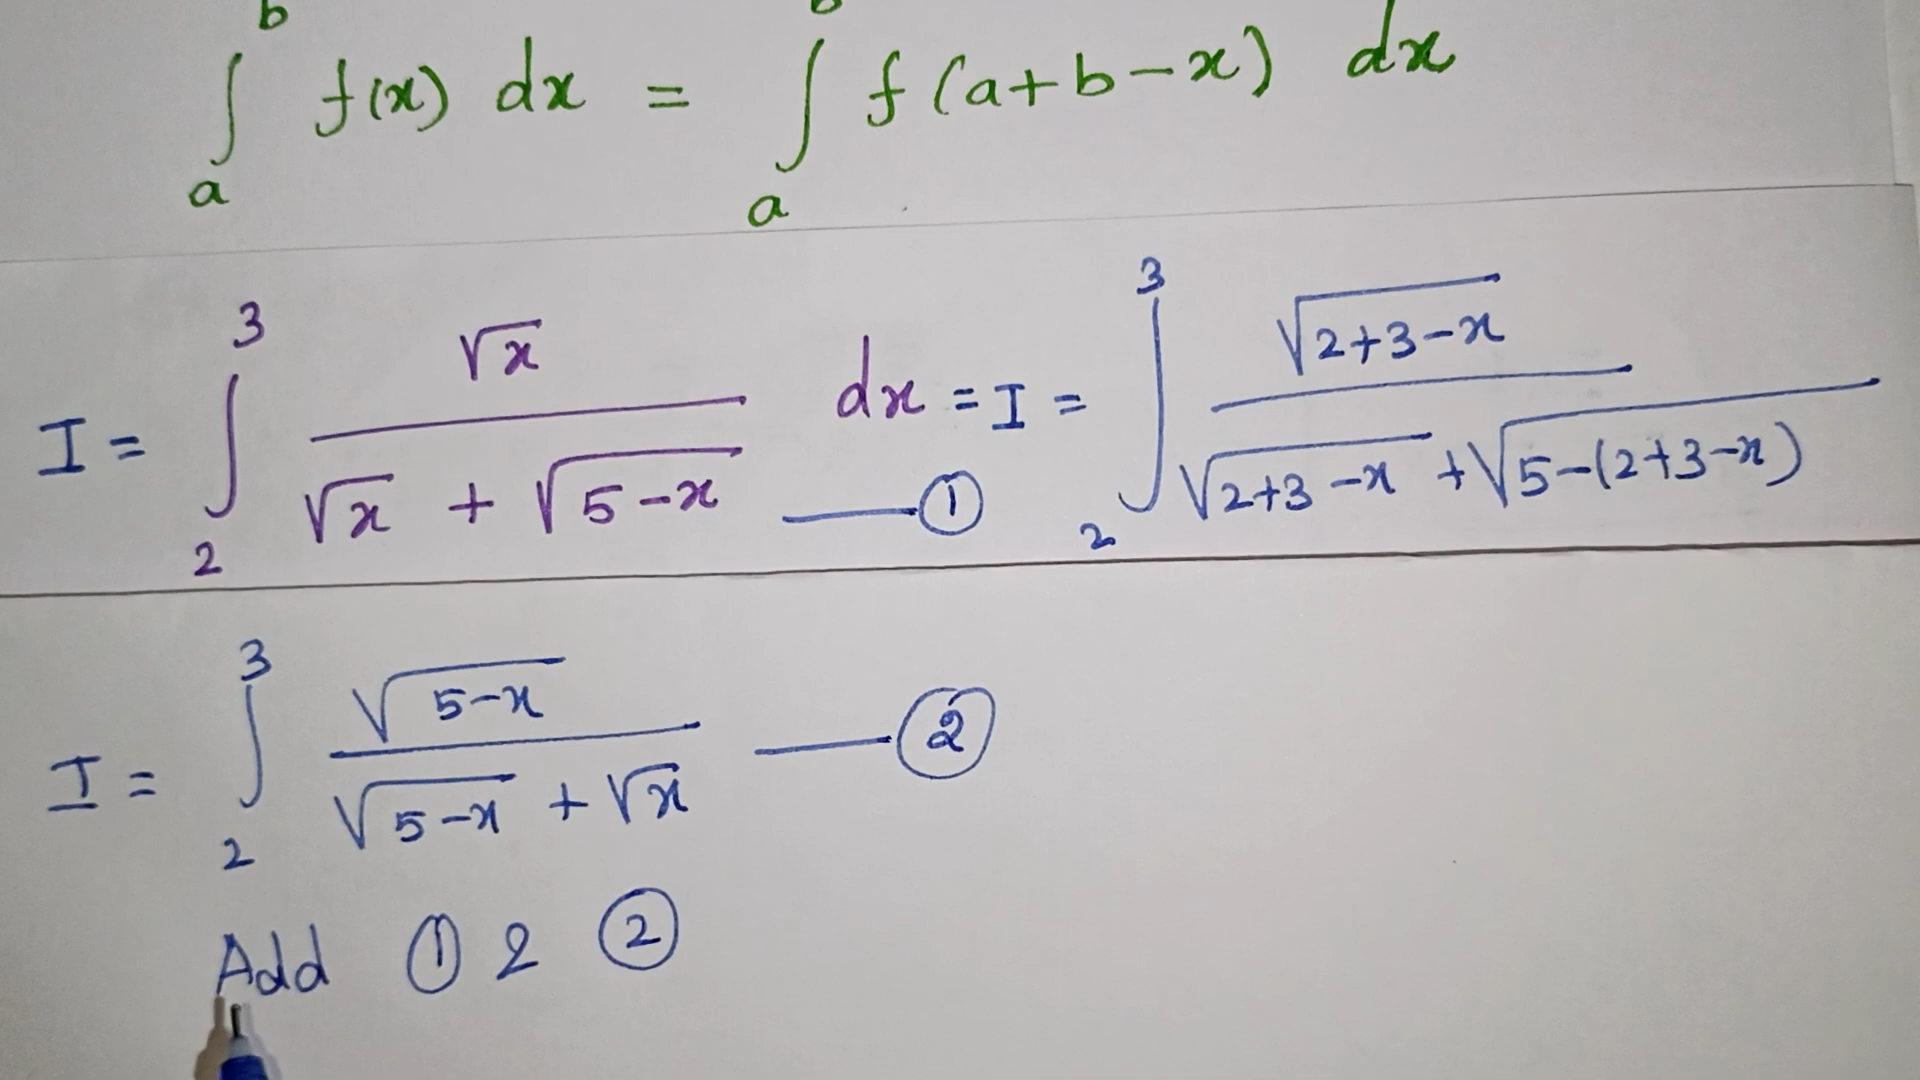 ∫_a^b f(x) dx = ∫_a^b f(a+b−x) dx
I = ∫_2^3 √x / (√x + √(5−x)) dx = I = ∫_2^3 √(2+3−x) / (√(2+3−x) + √(5−(2+3−x))) —①
I = ∫_2^3 √(5−x) / (√(5−x) + √x) —②
Add ① & ②